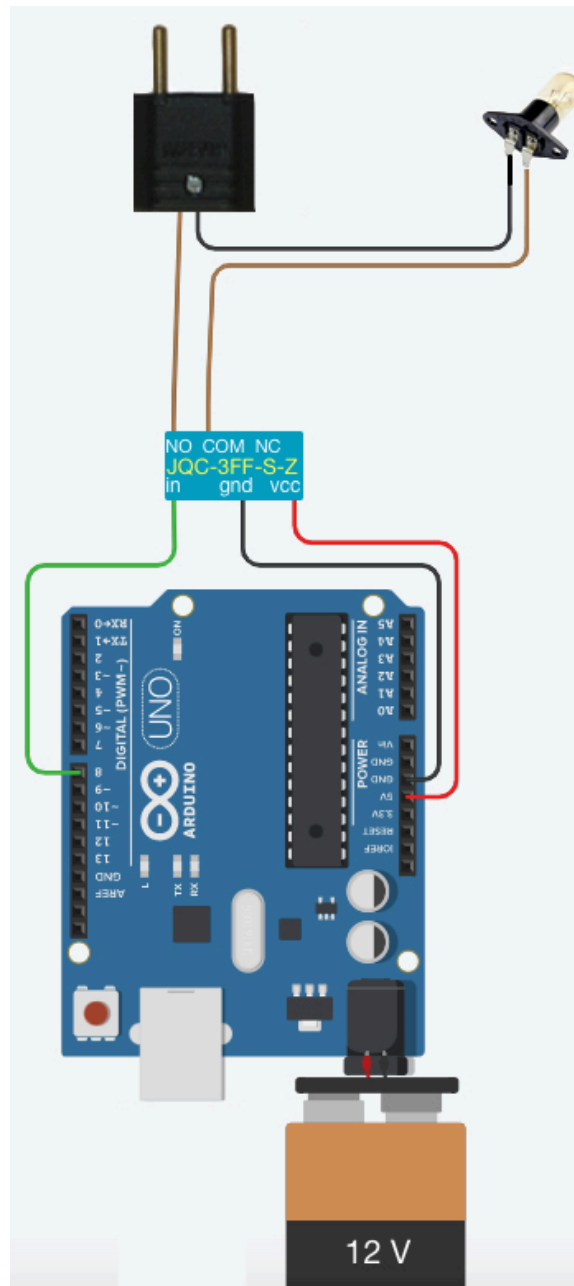 NO COM NC
JQC-3FF-S-Z
in gnd vcc
RX←0
TX→1
2
~3
4
~5
~6
7
8
~9
~10
~11
12
13
GND
AREF
DIGITAL (PWM~)
ON
UNO
ARDUINO
L
TX
RX
ANALOG IN
A5
A4
A3
A2
A1
A0
POWER
Vin
GND
GND
5V
3.3V
RESET
IOREF
12 V